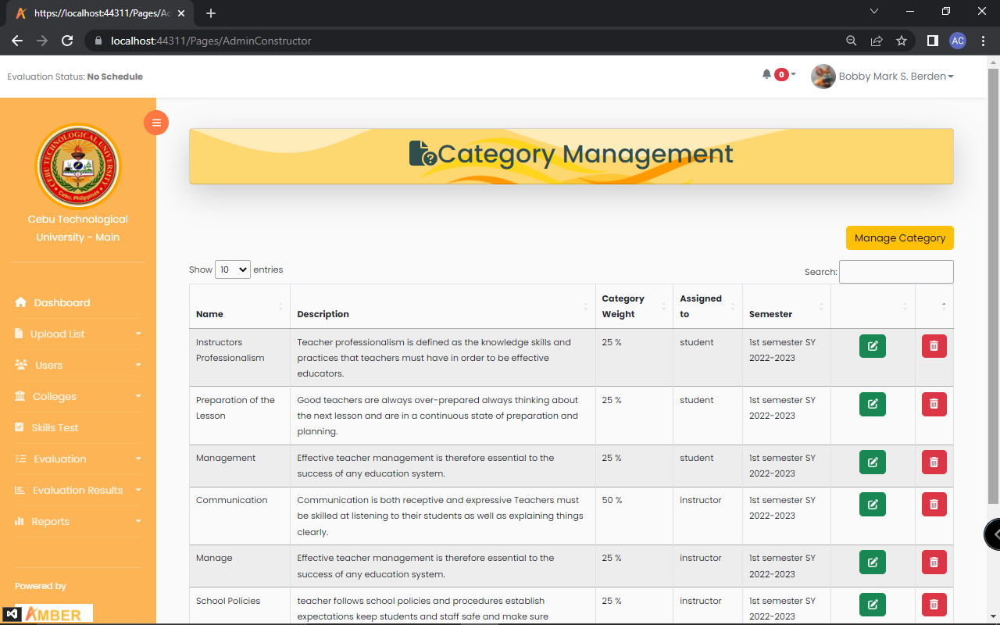 https://localhost:44311/Pages/Ad
localhost:44311/Pages/AdminConstructor
AC
Evaluation Status: No Schedule
0
Bobby Mark S. Berden
CEBU TECHNOLOGICAL UNIVERSITY
Cebu, Philippines
Cebu Technological
University - Main
Dashboard
Upload List
Users
Colleges
Skills Test
Evaluation
Evaluation Results
Reports
Powered by
AMBER
Category Management
Manage Category
Show 10 entries
Search:
Name Description Category Weight Assigned to Semester
Instructors Professionalism
Teacher professionalism is defined as the knowledge skills and
practices that teachers must have in order to be effective
educators.
25 %
student
1st semester SY
2022-2023
Preparation of the
Lesson
Good teachers are always over-prepared always thinking about
the next lesson and are in a continuous state of preparation and
planning.
25 %
student
1st semester SY
2022-2023
Management
Effective teacher management is therefore essential to the
success of any education system.
25 %
student
1st semester SY
2022-2023
Communication
Communication is both receptive and expressive Teachers must
be skilled at listening to their students as well as explaining things
clearly.
50 %
instructor
1st semester SY
2022-2023
Manage
Effective teacher management is therefore essential to the
success of any education system.
25 %
instructor
1st semester SY
2022-2023
School Policies
teacher follows school policies and procedures establish
expectations keep students and staff safe and make sure
25 %
instructor
1st semester SY
2022-2023